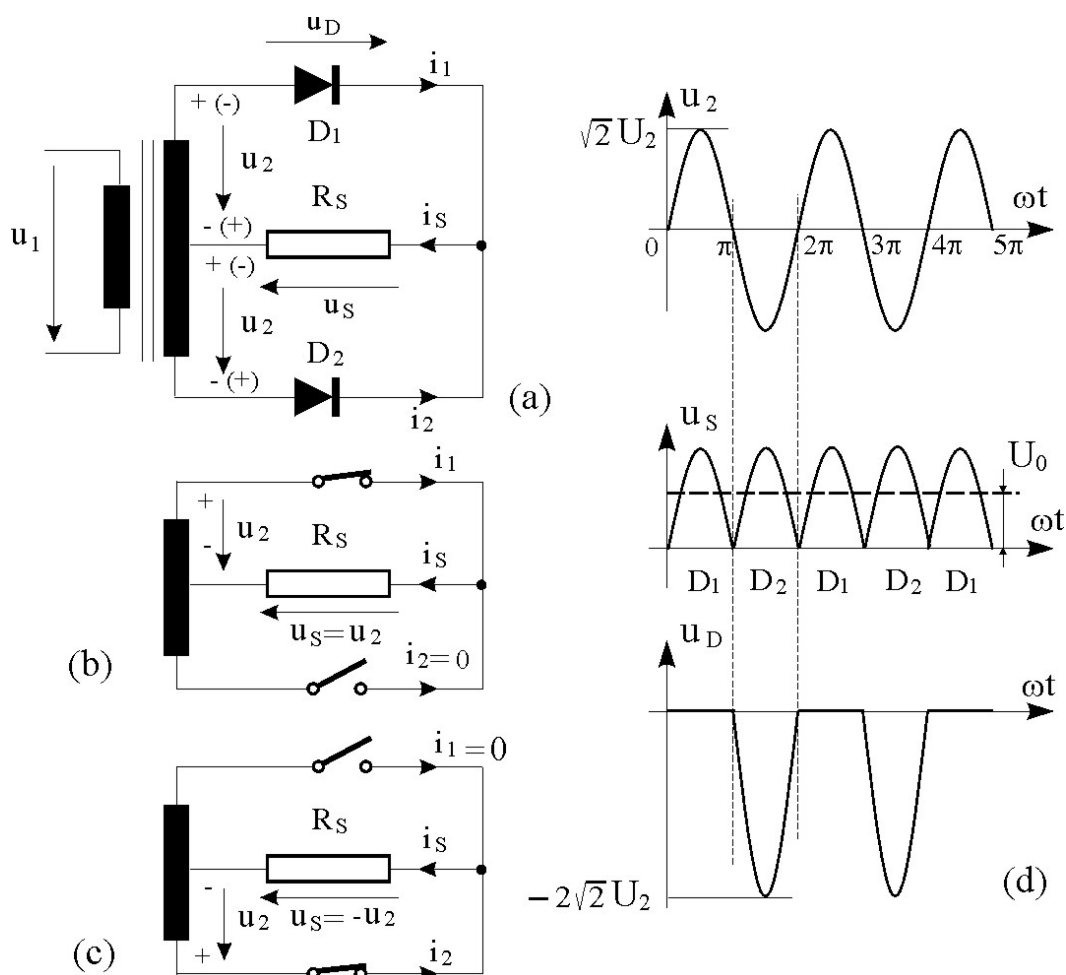 u_D
i_1
+ (-)
D_1
u_2
R_S
i_S
- (+)
u_1
+ (-)
u_S
u_2
D_2
- (+)
i_2
(a)
i_1
+
u_2
R_S
i_S
-
u_S=u_2
i_2=0
(b)
i_1=0
R_S
i_S
-
u_2
u_S=-u_2
+
i_2
(c)
u_2
√2 U_2
ωt
0 π 2π 3π 4π 5π
u_S
U_0
ωt
D_1 D_2 D_1 D_2 D_1
u_D
ωt
-2√2 U_2
(d)